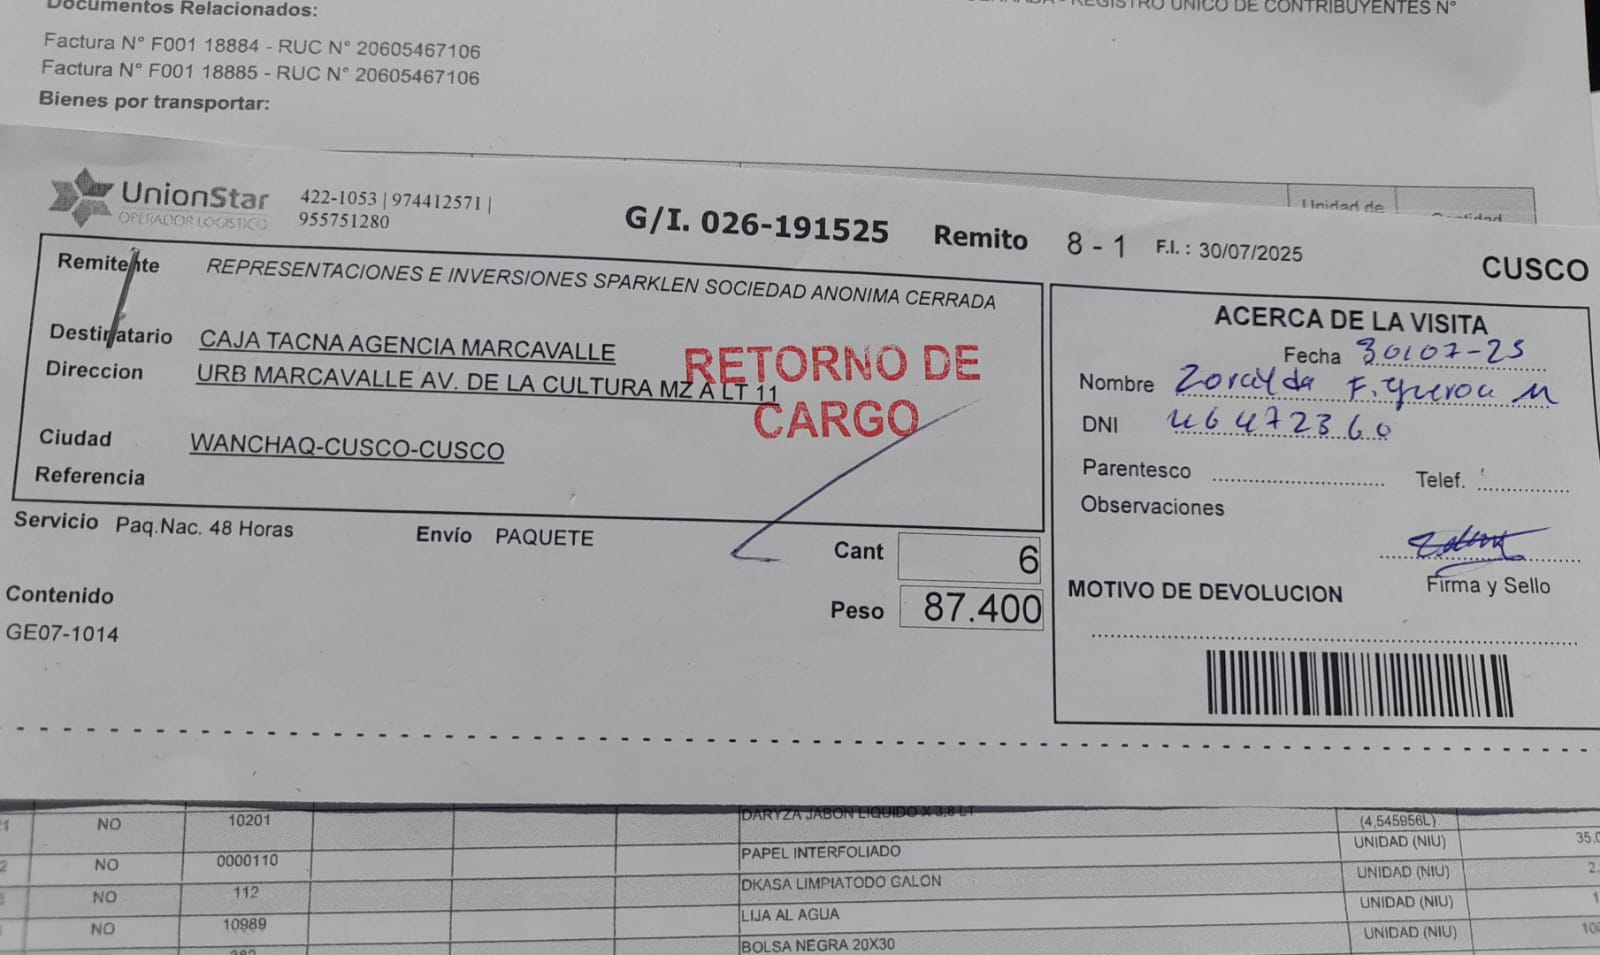 Documentos Relacionados:
REGISTRO UNICO DE CONTRIBUYENTES N°
Factura N° F001 18884 - RUC N° 20605467106
Factura N° F001 18885 - RUC N° 20605467106
Bienes por transportar:
Unidad de
UnionStar
OPERADOR LOGÍSTICO
422-1053 | 974412571 |
955751280
G/I. 026-191525 Remito 8 - 1 F.I. : 30/07/2025
CUSCO
Remitente REPRESENTACIONES E INVERSIONES SPARKLEN SOCIEDAD ANONIMA CERRADA
Destinatario CAJA TACNA AGENCIA MARCAVALLE
Direccion URB MARCAVALLE AV. DE LA CULTURA MZ A LT 11
RETORNO DE
CARGO
Ciudad WANCHAQ-CUSCO-CUSCO
Referencia
Servicio Paq.Nac. 48 Horas Envío PAQUETE
Cant 6
Peso 87.400
Contenido
GE07-1014
ACERCA DE LA VISITA
Fecha 30/07-25
Nombre Zorailda Figueroa M
DNI 46472360
Parentesco Telef.
Observaciones
Firma y Sello
MOTIVO DE DEVOLUCION
NO 10201 DARYZA JABON LIQUIDO X 3,8 LT (4,545956L)
NO 0000110 PAPEL INTERFOLIADO UNIDAD (NIU)
NO 112 DKASA LIMPIATODO GALON UNIDAD (NIU)
NO 10989 LIJA AL AGUA UNIDAD (NIU)
BOLSA NEGRA 20X30 UNIDAD (NIU)